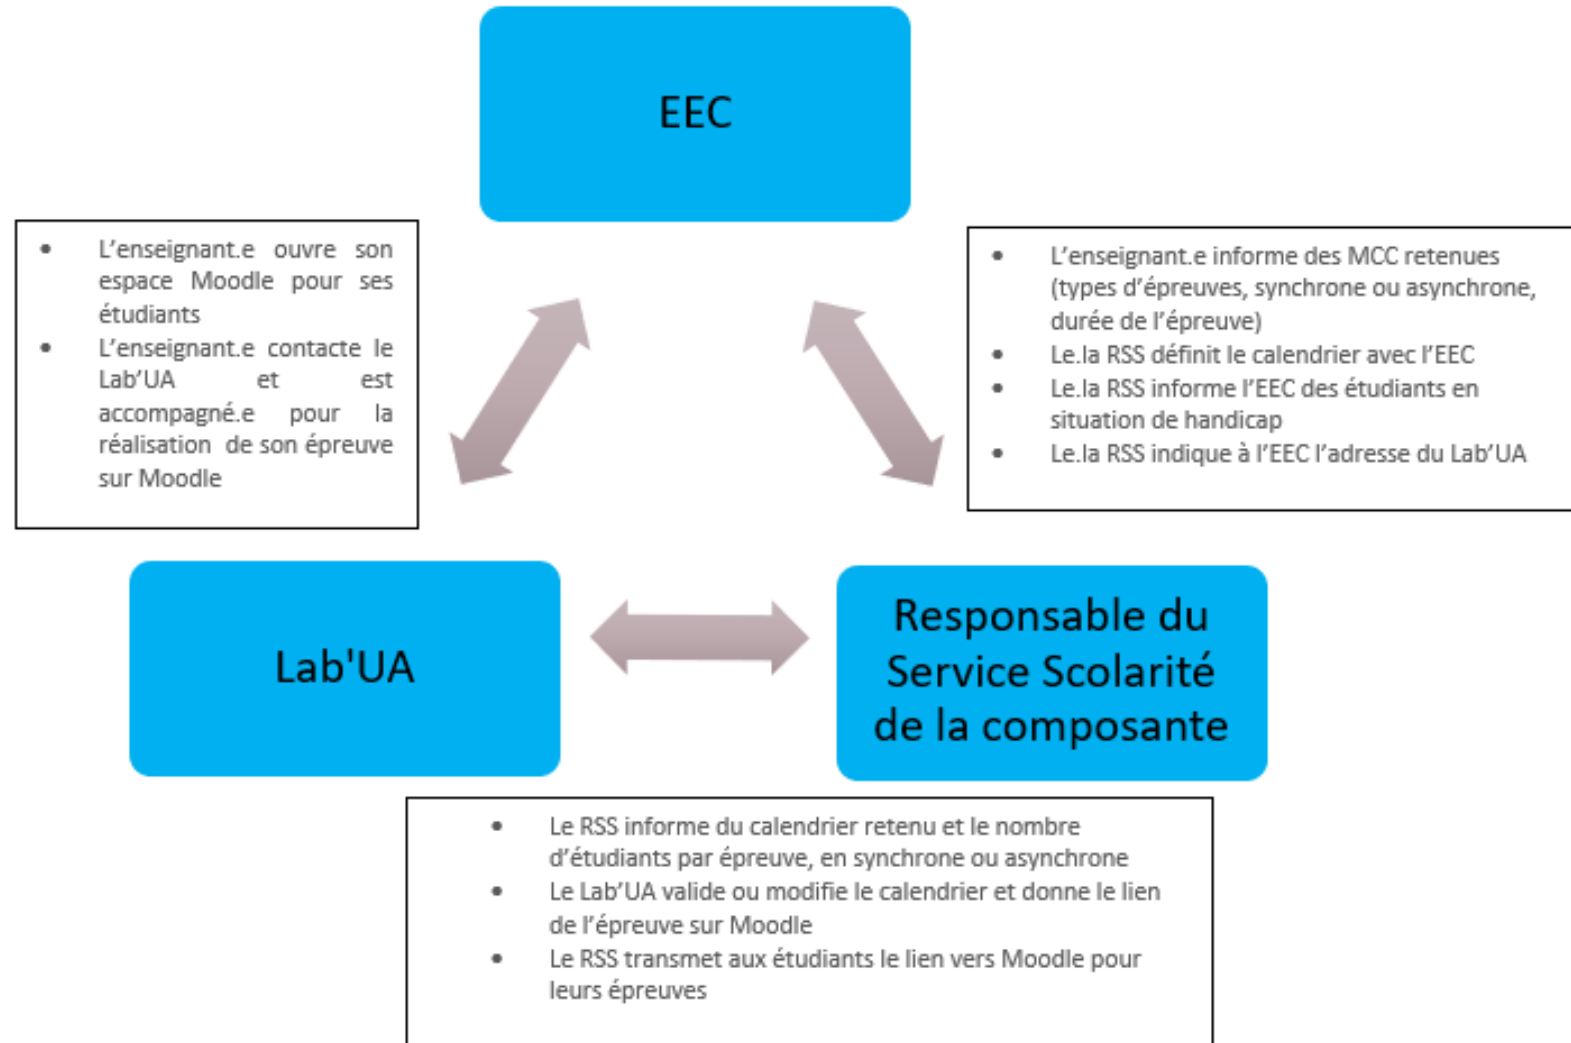 EEC
L'enseignant.e ouvre son
espace Moodle pour ses
étudiants
L'enseignant.e contacte le
Lab'UA et est
accompagné.e pour la
réalisation de son épreuve
sur Moodle
L'enseignant.e informe des MCC retenues
(types d'épreuves, synchrone ou asynchrone,
durée de l'épreuve)
Le.la RSS définit le calendrier avec l'EEC
Le.la RSS informe l'EEC des étudiants en
situation de handicap
Le.la RSS indique à l'EEC l'adresse du Lab'UA
Lab'UA
Responsable du
Service Scolarité
de la composante
Le RSS informe du calendrier retenu et le nombre
d'étudiants par épreuve, en synchrone ou asynchrone
Le Lab'UA valide ou modifie le calendrier et donne le lien
de l'épreuve sur Moodle
Le RSS transmet aux étudiants le lien vers Moodle pour
leurs épreuves